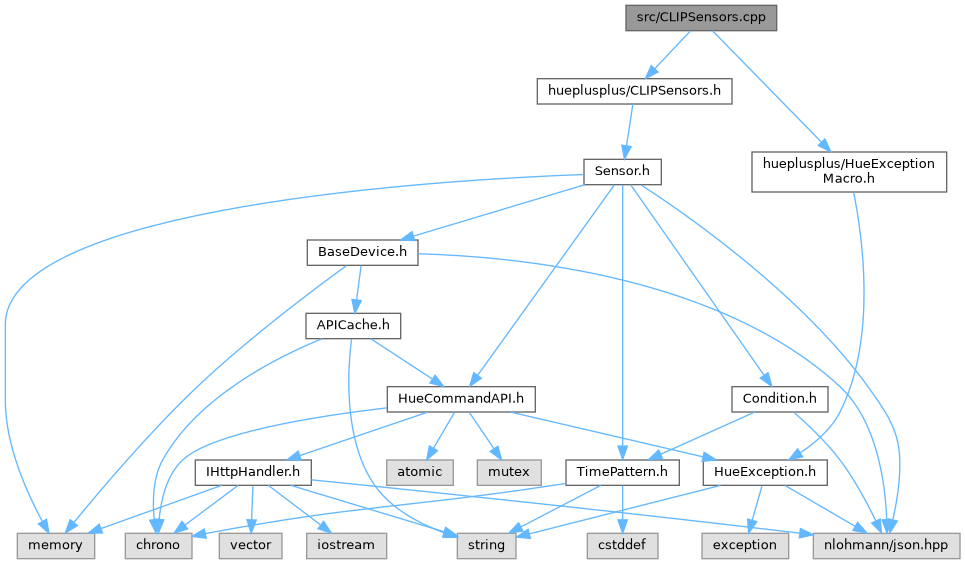 src/CLIPSensors.cpp
hueplusplus/CLIPSensors.h
hueplusplus/HueException
Macro.h
Sensor.h
BaseDevice.h
APICache.h
HueCommandAPI.h
Condition.h
IHttpHandler.h
atomic
mutex
TimePattern.h
HueException.h
memory
chrono
vector
iostream
string
cstddef
exception
nlohmann/json.hpp